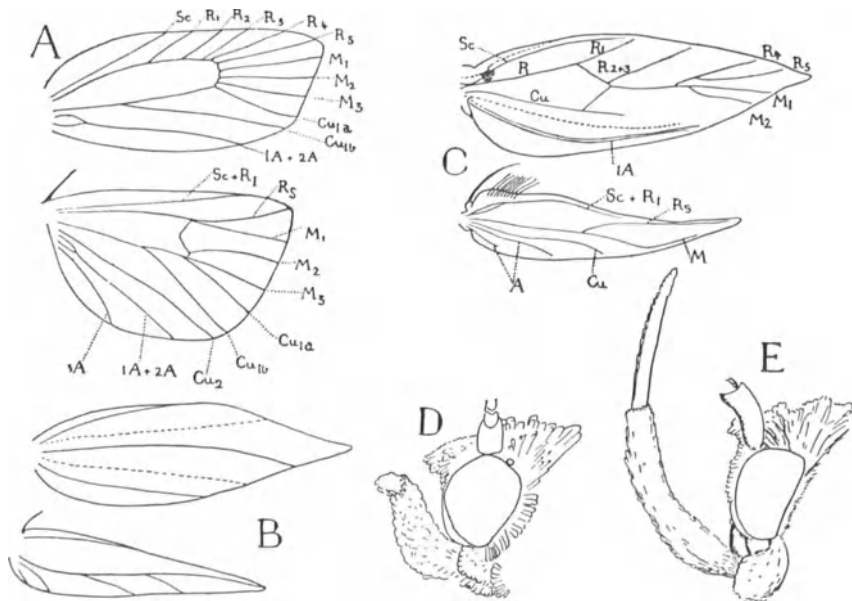 A
Sc
R1
R2
R3
R4
R5
M1
M2
M3
Cu1a
Cu1b
1A + 2A
Sc + R1
R5
M1
M2
M3
Cu1a
Cu1b
Cu2
1A + 2A
3A
B
C
Sc
R
R1
R2+3
R4
R5
M1
M2
Cu
1A
Sc + R1
R5
M
Cu
A
D
E